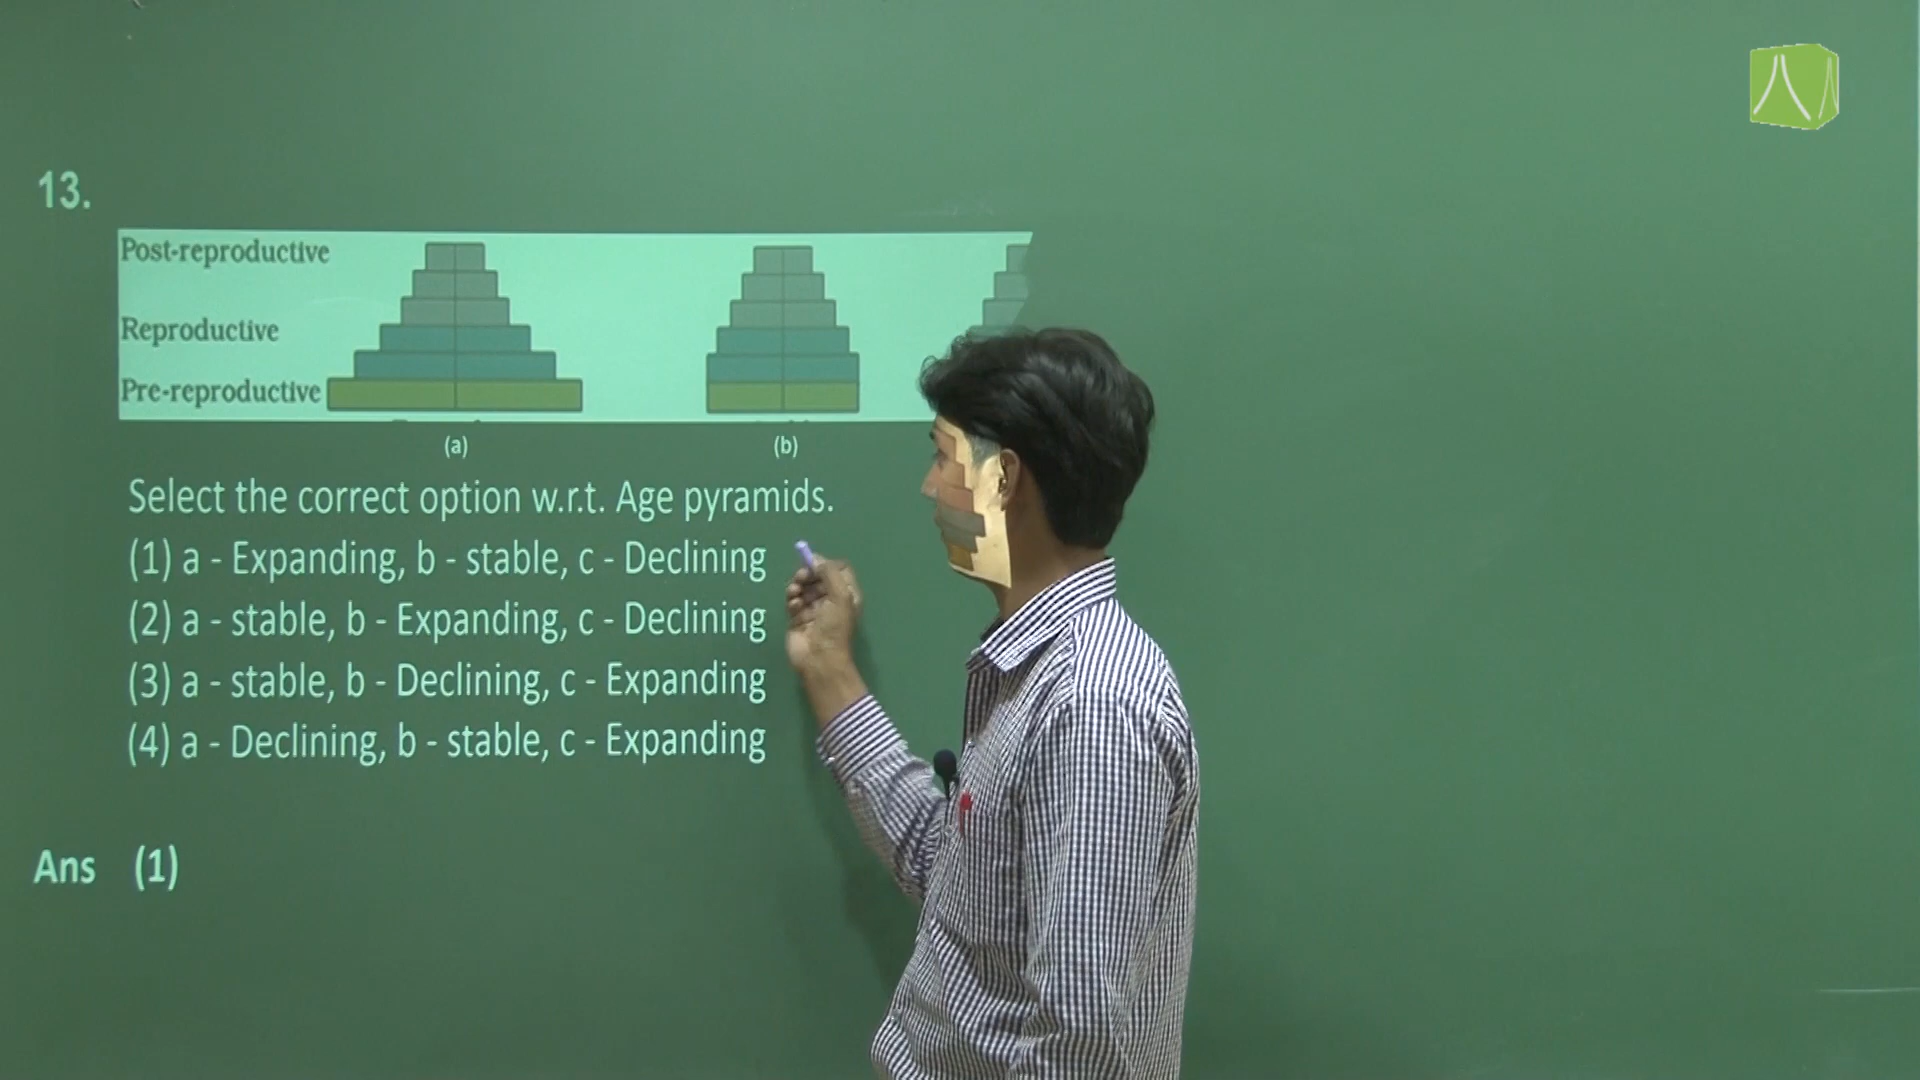 13.
Post-reproductive
Reproductive
Pre-reproductive
(a) (b)
Select the correct option w.r.t. Age pyramids.
(1) a - Expanding, b - stable, c - Declining
(2) a - stable, b - Expanding, c - Declining
(3) a - stable, b - Declining, c - Expanding
(4) a - Declining, b - stable, c - Expanding
Ans (1)